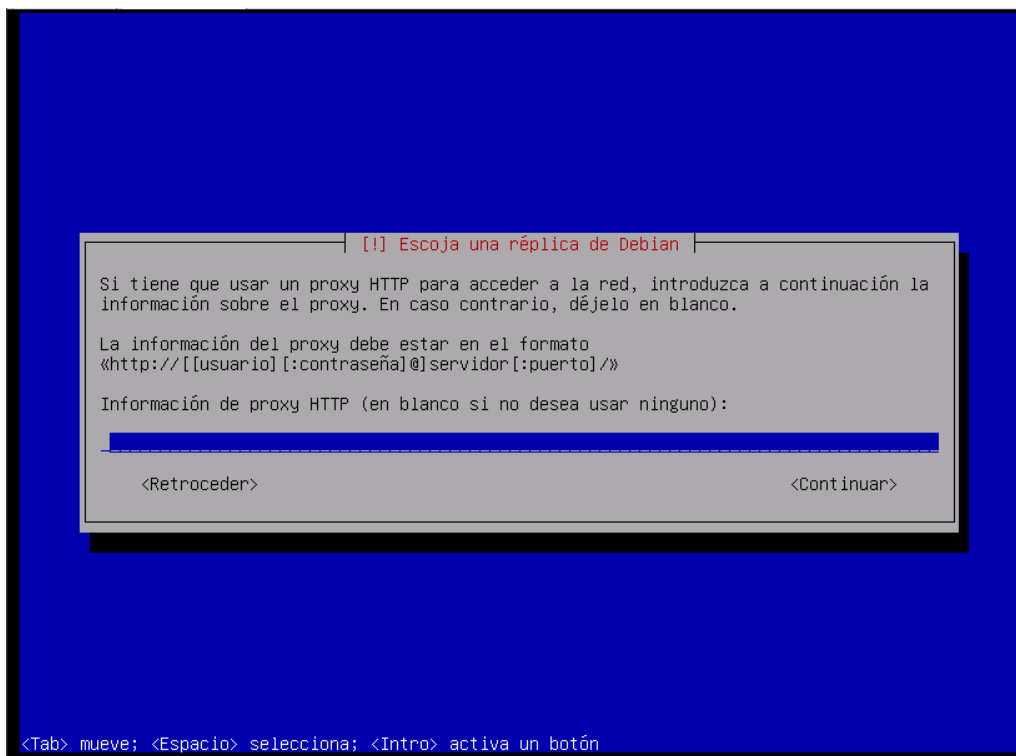 [!] Escoja una réplica de Debian
Si tiene que usar un proxy HTTP para acceder a la red, introduzca a continuación la
información sobre el proxy. En caso contrario, déjelo en blanco.
La información del proxy debe estar en el formato
«http://[[usuario][:contraseña]@]servidor[:puerto]/»
Información de proxy HTTP (en blanco si no desea usar ninguno):
<Retroceder> <Continuar>
<Tab> mueve; <Espacio> selecciona; <Intro> activa un botón